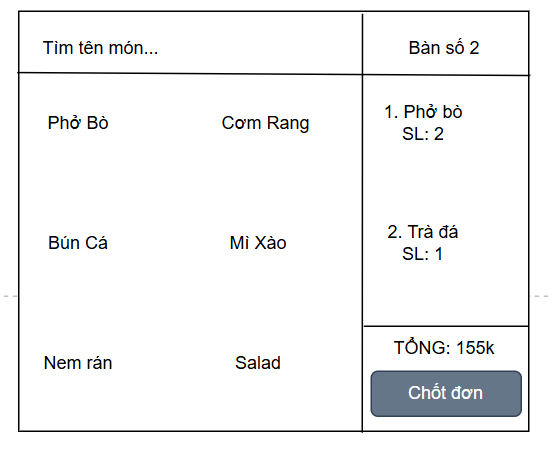 Tìm tên món...
Bàn số 2
Phở Bò
Cơm Rang
1. Phở bò
SL: 2
Bún Cá
Mì Xào
2. Trà đá
SL: 1
Nem rán
Salad
TỔNG: 155k
Chốt đơn